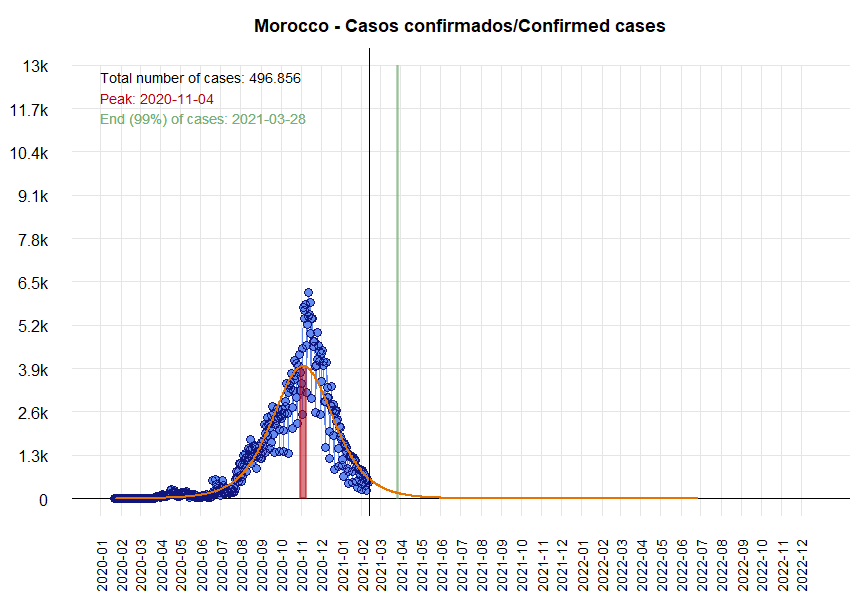 Morocco - Casos confirmados/Confirmed cases
Total number of cases: 496.856
Peak: 2020-11-04
End (99%) of cases: 2021-03-28
13k
11.7k
10.4k
9.1k
7.8k
6.5k
5.2k
3.9k
2.6k
1.3k
0
2020-01
2020-02
2020-03
2020-04
2020-05
2020-06
2020-07
2020-08
2020-09
2020-10
2020-11
2020-12
2021-01
2021-02
2021-03
2021-04
2021-05
2021-06
2021-07
2021-08
2021-09
2021-10
2021-11
2021-12
2022-01
2022-02
2022-03
2022-04
2022-05
2022-06
2022-07
2022-08
2022-09
2022-10
2022-11
2022-12